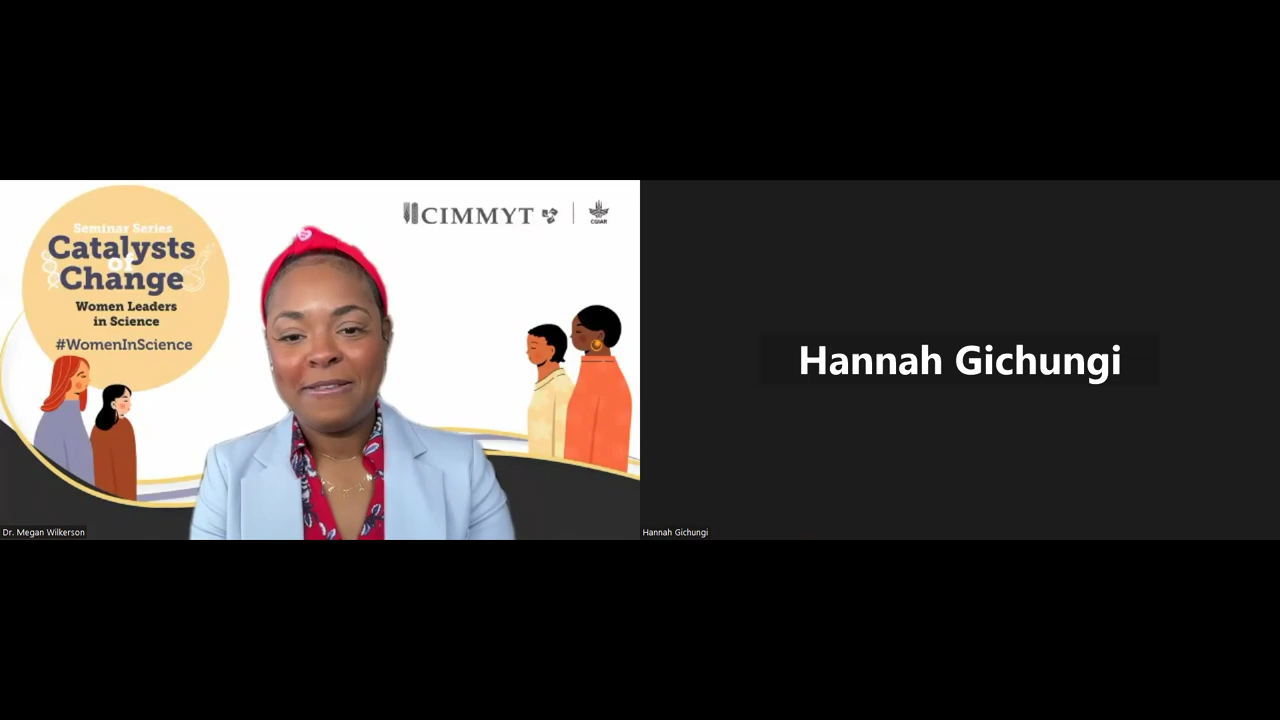 Seminar Series
Catalysts
of
Change
Women Leaders
in Science
#WomenInScience
CIMMYT
CGIAR
Dr. Megan Wilkerson
Hannah Gichungi
Hannah Gichungi